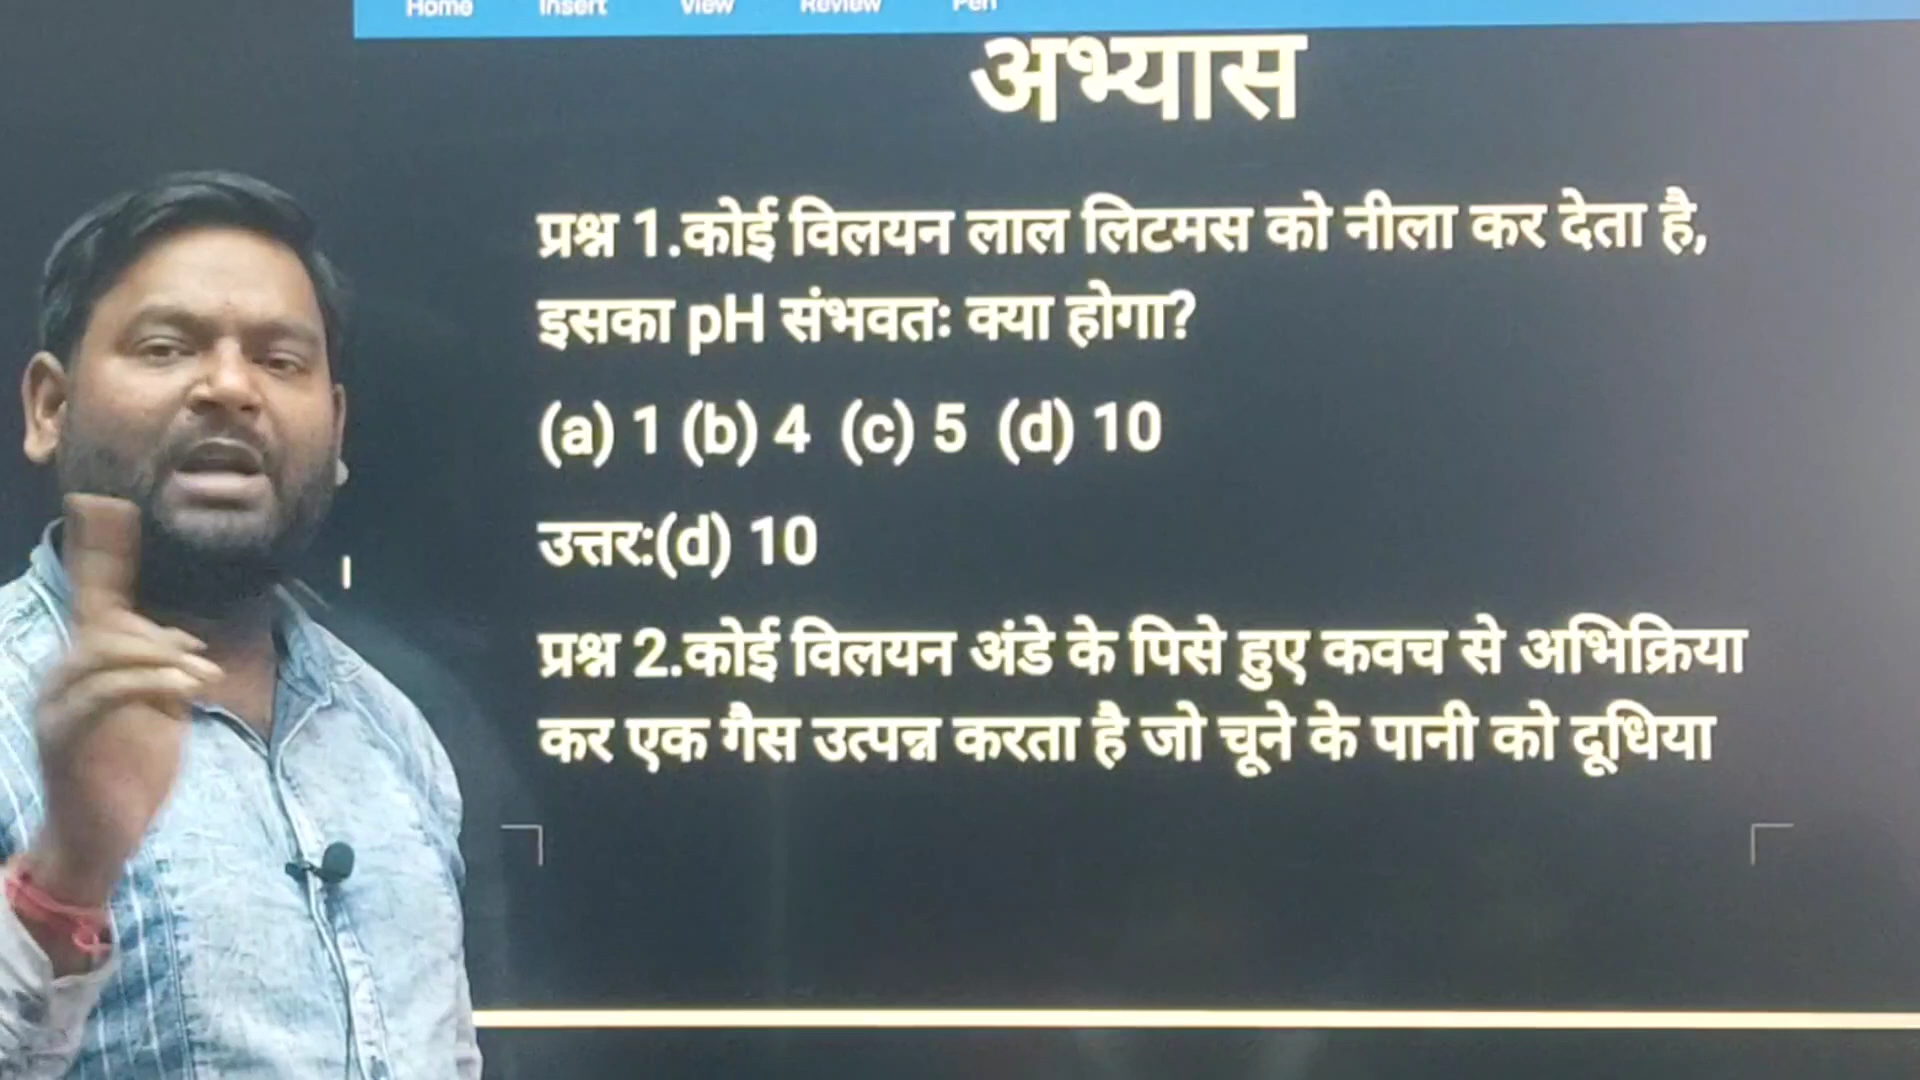 Home Insert View Review Pen
अभ्यास
प्रश्न 1.कोई विलयन लाल लिटमस को नीला कर देता है,
इसका pH संभवतः क्या होगा?
(a) 1 (b) 4 (c) 5 (d) 10
उत्तर:(d) 10
प्रश्न 2.कोई विलयन अंडे के पिसे हुए कवच से अभिक्रिया
कर एक गैस उत्पन्न करता है जो चूने के पानी को दूधिया